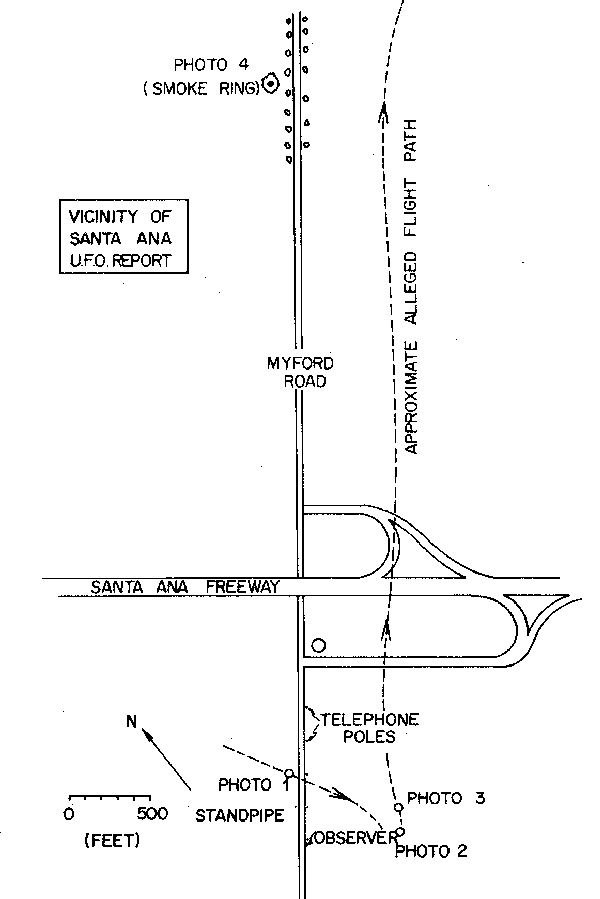 PHOTO 4
(SMOKE RING)
VICINITY OF
SANTA ANA
U.F.O. REPORT
APPROXIMATE ALLEGED FLIGHT PATH
MYFORD
ROAD
SANTA ANA FREEWAY
TELEPHONE
POLES
N
PHOTO 1
PHOTO 3
0 500
(FEET)
STANDPIPE
OBSERVER
PHOTO 2